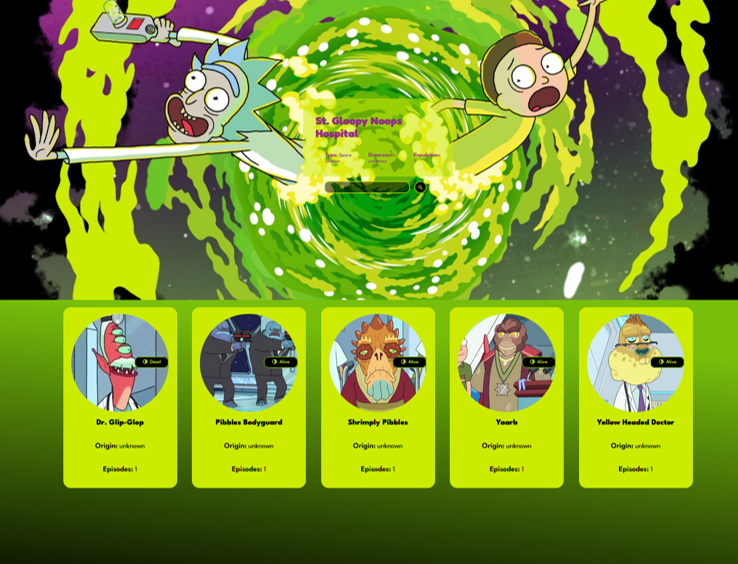 St. Gloopy Noops
Hospital
Type: Space
Dimension:
unknown
Population:
Dead
Alive
Alive
Alive
Alive
Dr. Glip-Glop
Pibbles Bodyguard
Shrimply Pibbles
Yaarb
Yellow Headed Doctor
Origin: unknown
Origin: unknown
Origin: unknown
Origin: unknown
Origin: unknown
Episodes: 1
Episodes: 1
Episodes: 1
Episodes: 1
Episodes: 1